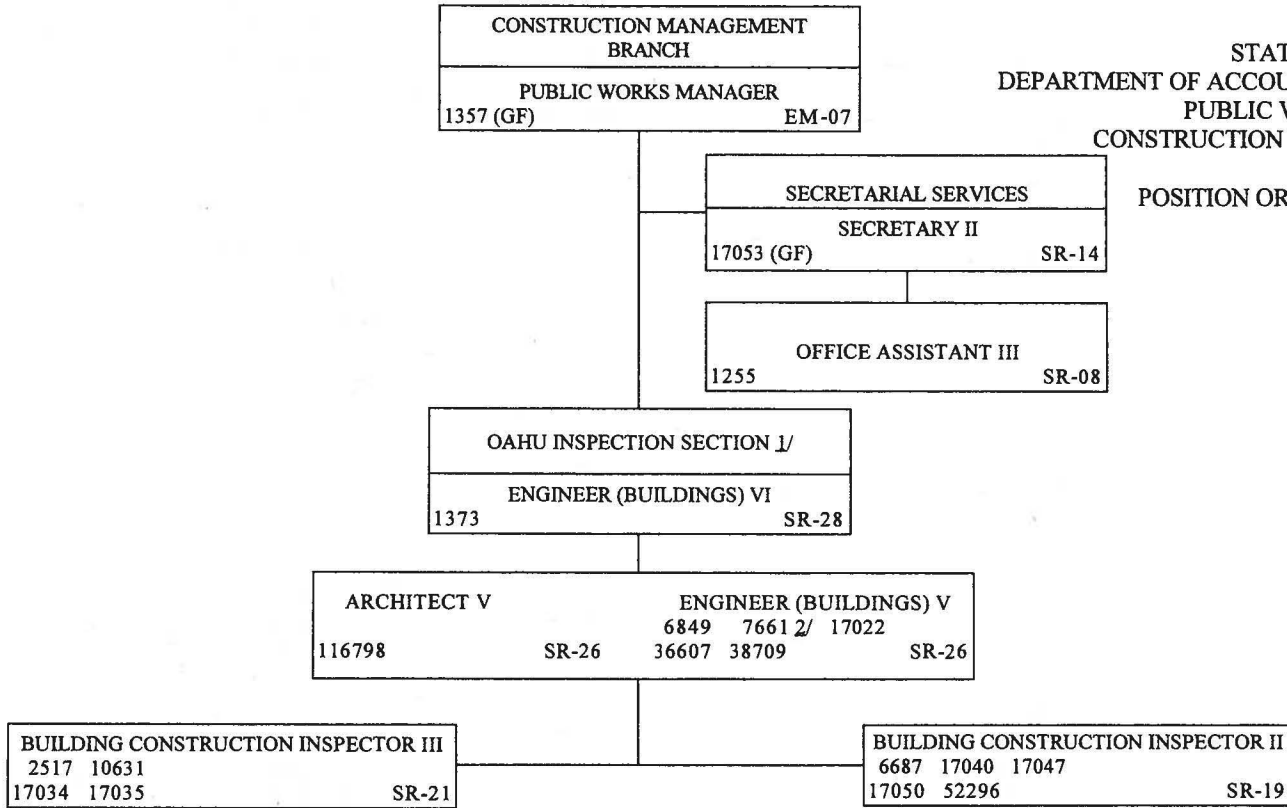 CONSTRUCTION MANAGEMENT
BRANCH
PUBLIC WORKS MANAGER
1357 (GF) EM-07
STAT
DEPARTMENT OF ACCOU
PUBLIC
CONSTRUCTION
POSITION OR
SECRETARIAL SERVICES
SECRETARY II
17053 (GF) SR-14
OFFICE ASSISTANT III
1255 SR-08
OAHU INSPECTION SECTION 1/
ENGINEER (BUILDINGS) VI
1373 SR-28
ARCHITECT V
116798 SR-26
ENGINEER (BUILDINGS) V
6849 7661 2/ 17022
36607 38709 SR-26
BUILDING CONSTRUCTION INSPECTOR III
2517 10631
17034 17035 SR-21
BUILDING CONSTRUCTION INSPECTOR II
6687 17040 17047
17050 52296 SR-19